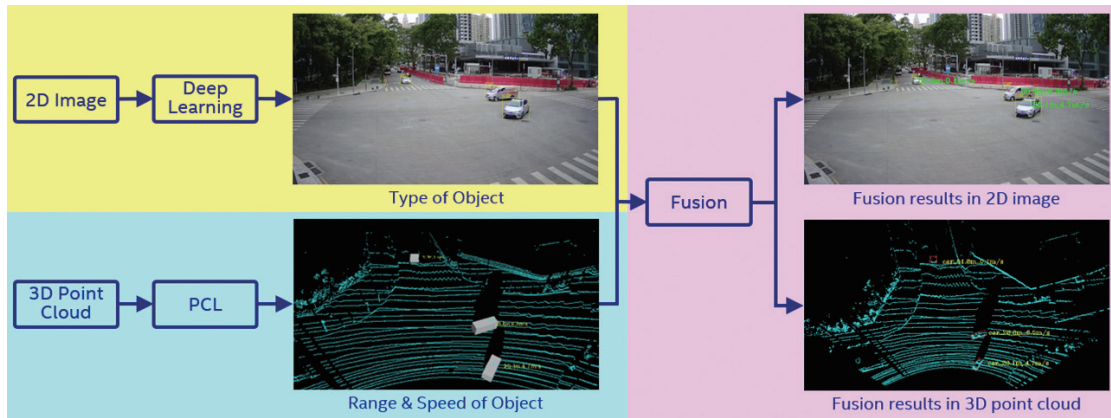 2D Image
Deep
Learning
Type of Object
Fusion
Fusion results in 2D image
3D Point
Cloud
PCL
Range & Speed of Object
Fusion results in 3D point cloud